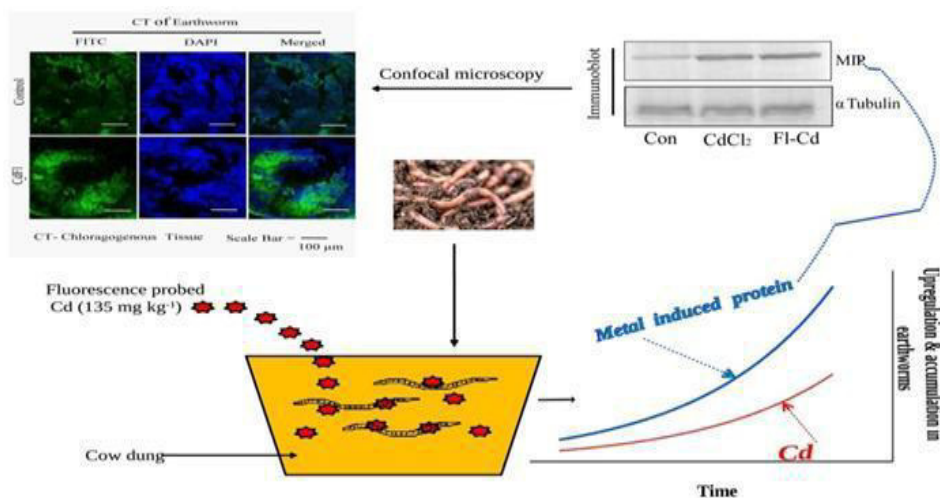 CT of Earthworm
FITC DAPI Merged
Control
CdFl
CT- Chloragogenous Tissue Scale Bar =
100 μm
Confocal microscopy
Immunoblot
MIP
α Tubulin
Con CdCl₂ Fl-Cd
Fluorescence probed
Cd (135 mg kg⁻¹)
Cow dung
Metal induced protein
Cd
Time
Upregulation & accumulation in
earthworms